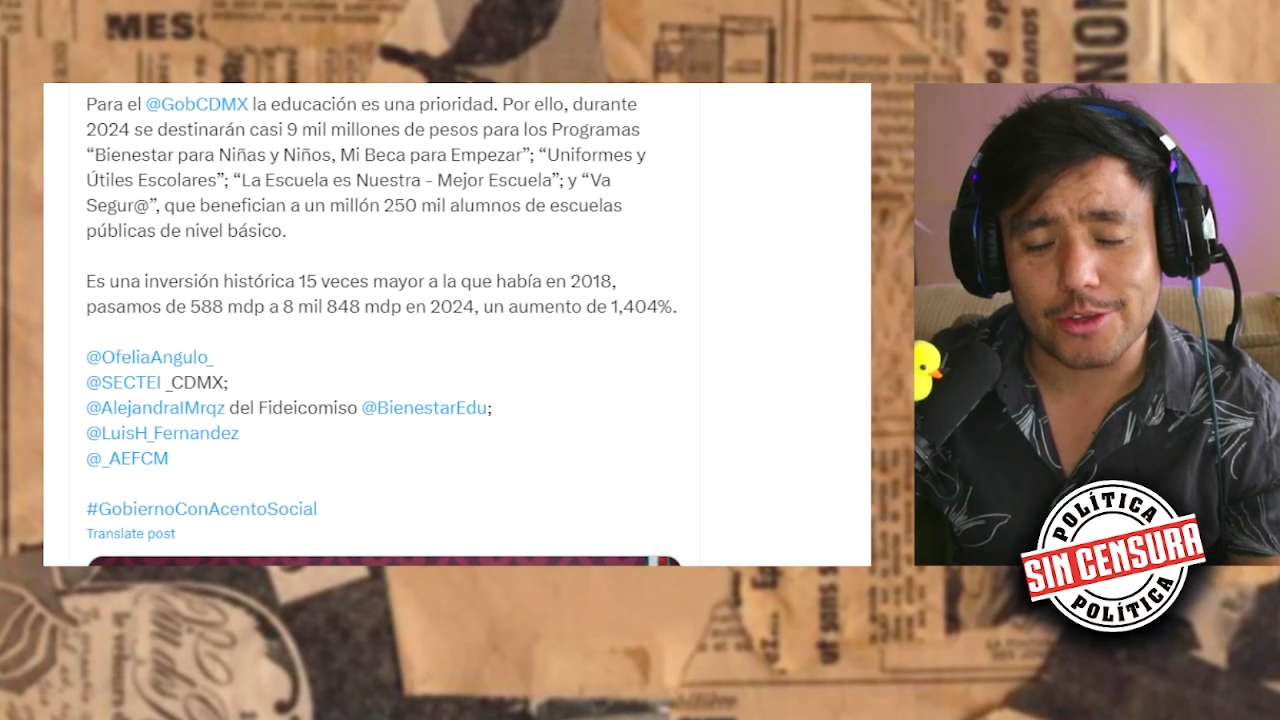 MES
Para el @GobCDMX la educación es una prioridad. Por ello, durante
2024 se destinarán casi 9 mil millones de pesos para los Programas
“Bienestar para Niñas y Niños, Mi Beca para Empezar”; “Uniformes y
Útiles Escolares”; “La Escuela es Nuestra - Mejor Escuela”; y “Va
Segur@”, que benefician a un millón 250 mil alumnos de escuelas
públicas de nivel básico.
Es una inversión histórica 15 veces mayor a la que había en 2018,
pasamos de 588 mdp a 8 mil 848 mdp en 2024, un aumento de 1,404%.
@OfeliaAngulo_
@SECTEI _CDMX;
@AlejandraIMrqz del Fideicomiso @BienestarEdu;
@LuisH_Fernandez
@_AEFCM
#GobiernoConAcentoSocial
Translate post
POLÍTICA
SIN CENSURA
POLÍTICA